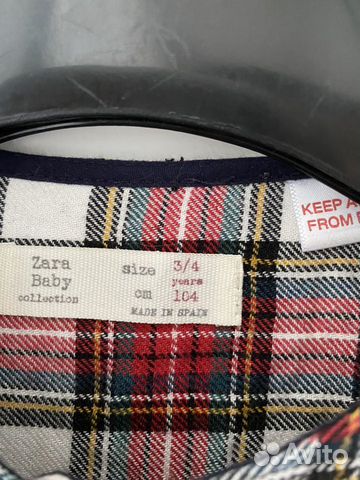 KEEP A
FROM F
Zara
Baby
collection
size 3/4
years
cm 104
MADE IN SPAIN
Avito